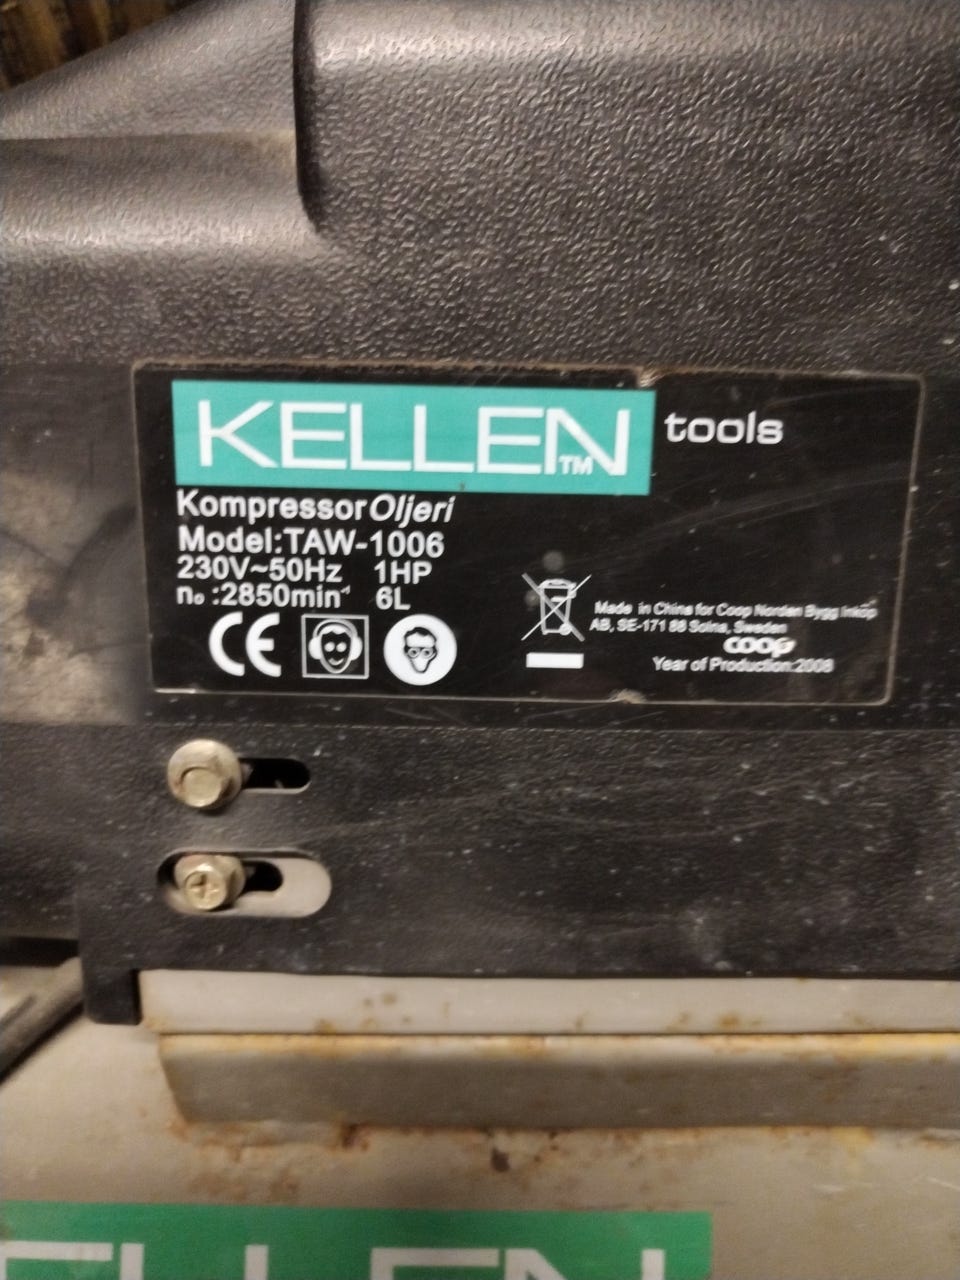 KELLEN™ tools
Kompressor Oljeri
Model:TAW-1006
230V~50Hz 1HP
n₀ :2850min⁻¹ 6L
CE
Made in China for Coop Norden Bygg Inköp
AB, SE-171 88 Solna, Sweden
coop
Year of Production:2008
KELLEN